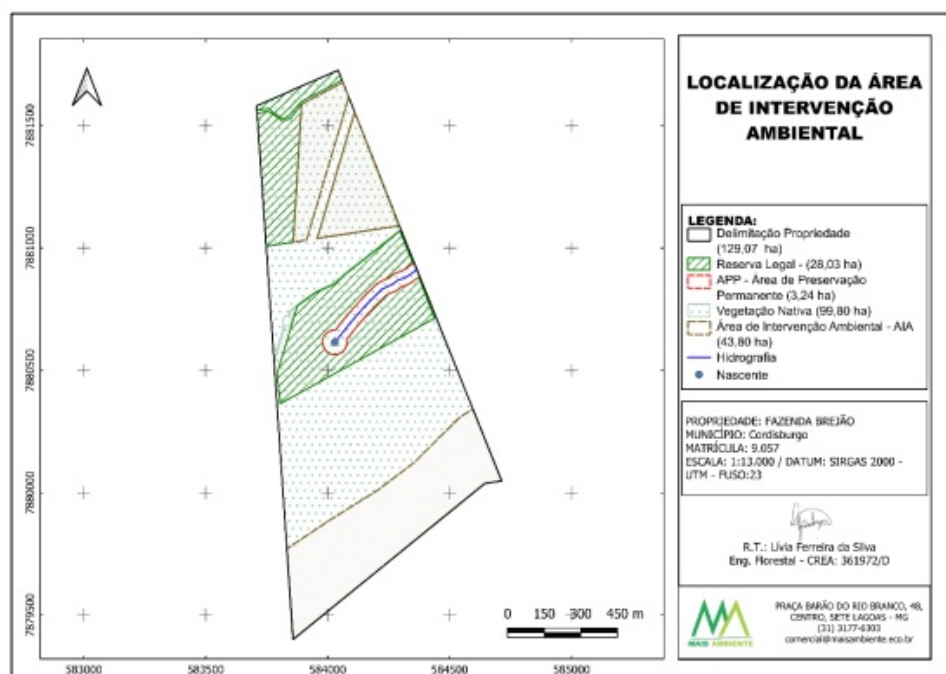 LOCALIZAÇÃO DA ÁREA
DE INTERVENÇÃO
AMBIENTAL
LEGENDA:
Delimitação Propriedade
(129,07 ha)
Reserva Legal - (28,03 ha)
APP - Área de Preservação
Permanente (3,24 ha)
Vegetação Nativa (99,80 ha)
Área de Intervenção Ambiental - AIA
(43,80 ha)
Hidrografia
Nascente
PROPRIEDADE: FAZENDA BREJÃO
MUNICÍPIO: Cordisburgo
MATRÍCULA: 9.057
ESCALA: 1:13.000 / DATUM: SIRGAS 2000 -
UTM - FUSO:23
R.T.: Lívia Ferreira da Silva
Eng. Florestal - CREA: 361972/D
MAIS AMBIENTE
PRAÇA BARÃO DO RIO BRANCO, 48,
CENTRO, SETE LAGOAS - MG
(31) 3177-6303
comercial@maisambiente.eco.br
7881500
7881000
7880500
7880000
7879500
0 150 300 450 m
583000 583500 584000 584500 585000